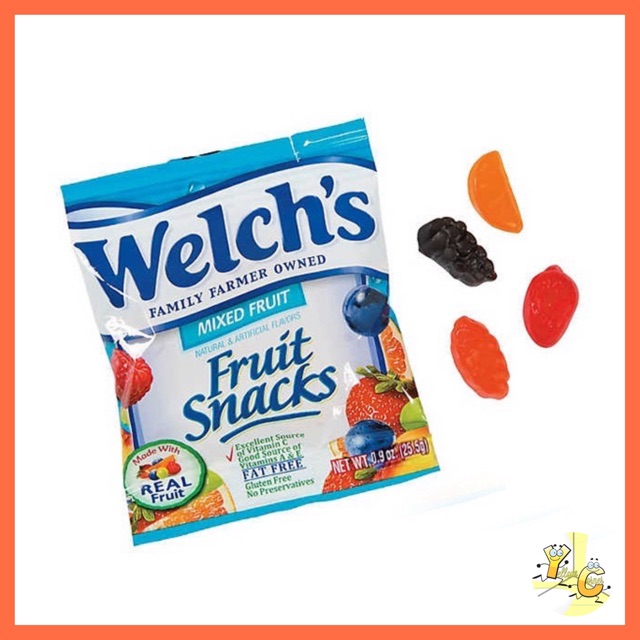 Welch's
FAMILY FARMER OWNED
MIXED FRUIT
NATURAL & ARTIFICIAL FLAVORS
Fruit
Snacks
Excellent Source
of Vitamin C
Good Source of
Vitamins A & E
FAT FREE
Gluten Free
No Preservatives
Made With
REAL
Fruit
NET WT. 0.9 oz. (25.5g)
Y C